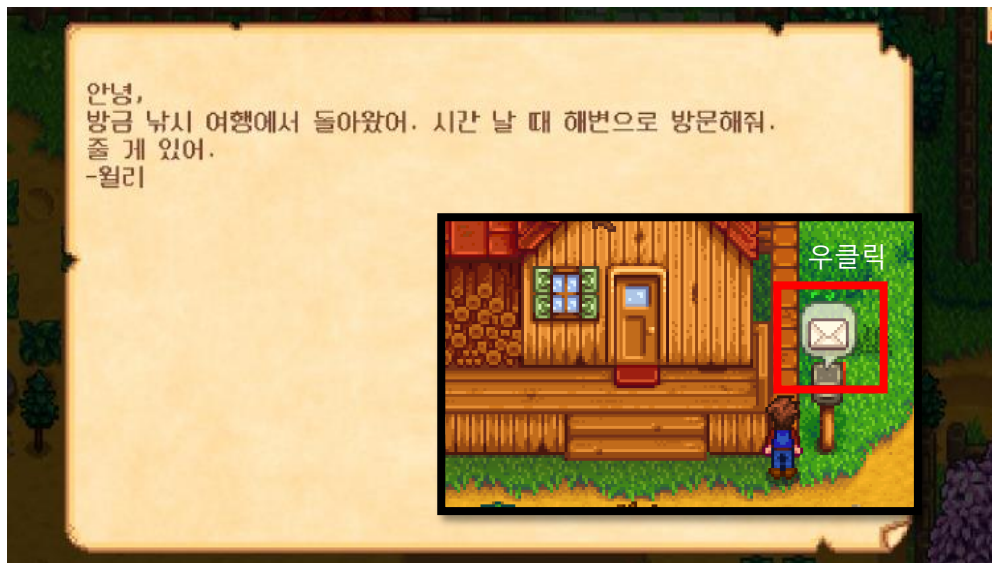 안녕,
방금 낚시 여행에서 돌아왔어. 시간 날 때 해변으로 방문해줘.
줄 게 있어.
-윌리
우클릭